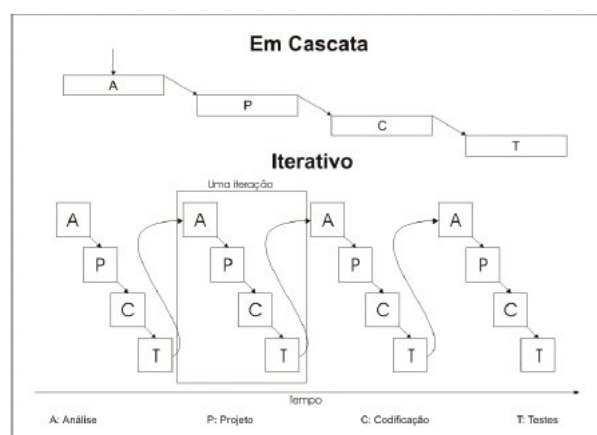 Em Cascata
A
P
C
T
Iterativo
Uma iteração
A A A A
P P P P
C C C C
T T T T
Tempo
A: Análise P: Projeto C: Codificação T: Testes